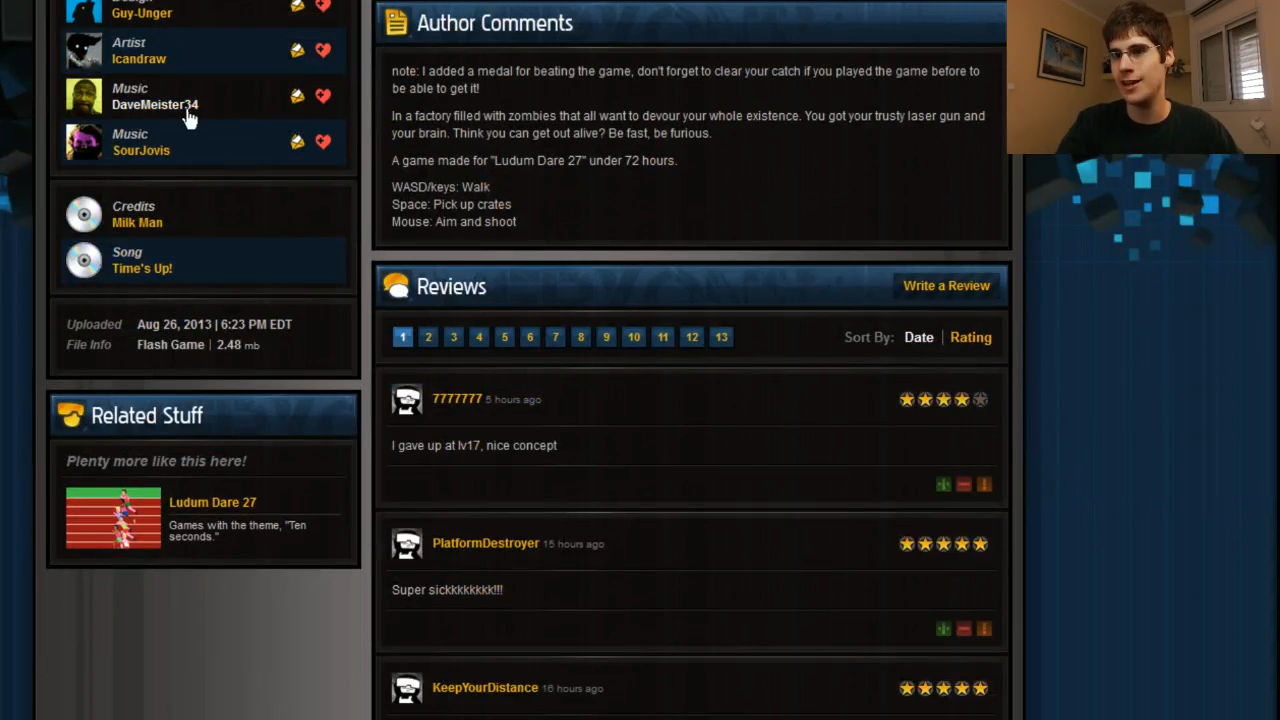 Guy-Unger
Artist
Icandraw
Music
DaveMeister34
Music
SourJovis
Credits
Milk Man
Song
Time's Up!
Uploaded Aug 26, 2013 | 6:23 PM EDT
File Info Flash Game | 2.48 mb
Related Stuff
Plenty more like this here!
Ludum Dare 27
Games with the theme, "Ten
seconds."
Author Comments
note: I added a medal for beating the game, don't forget to clear your catch if you played the game before to
be able to get it!
In a factory filled with zombies that all want to devour your whole existence. You got your trusty laser gun and
your brain. Think you can get out alive? Be fast, be furious.
A game made for "Ludum Dare 27" under 72 hours.
WASD/keys: Walk
Space: Pick up crates
Mouse: Aim and shoot
Reviews
Write a Review
1 2 3 4 5 6 7 8 9 10 11 12 13
Sort By: Date | Rating
7777777 5 hours ago
I gave up at lv17, nice concept
PlatformDestroyer 15 hours ago
Super sickkkkkkkk!!!
KeepYourDistance 16 hours ago